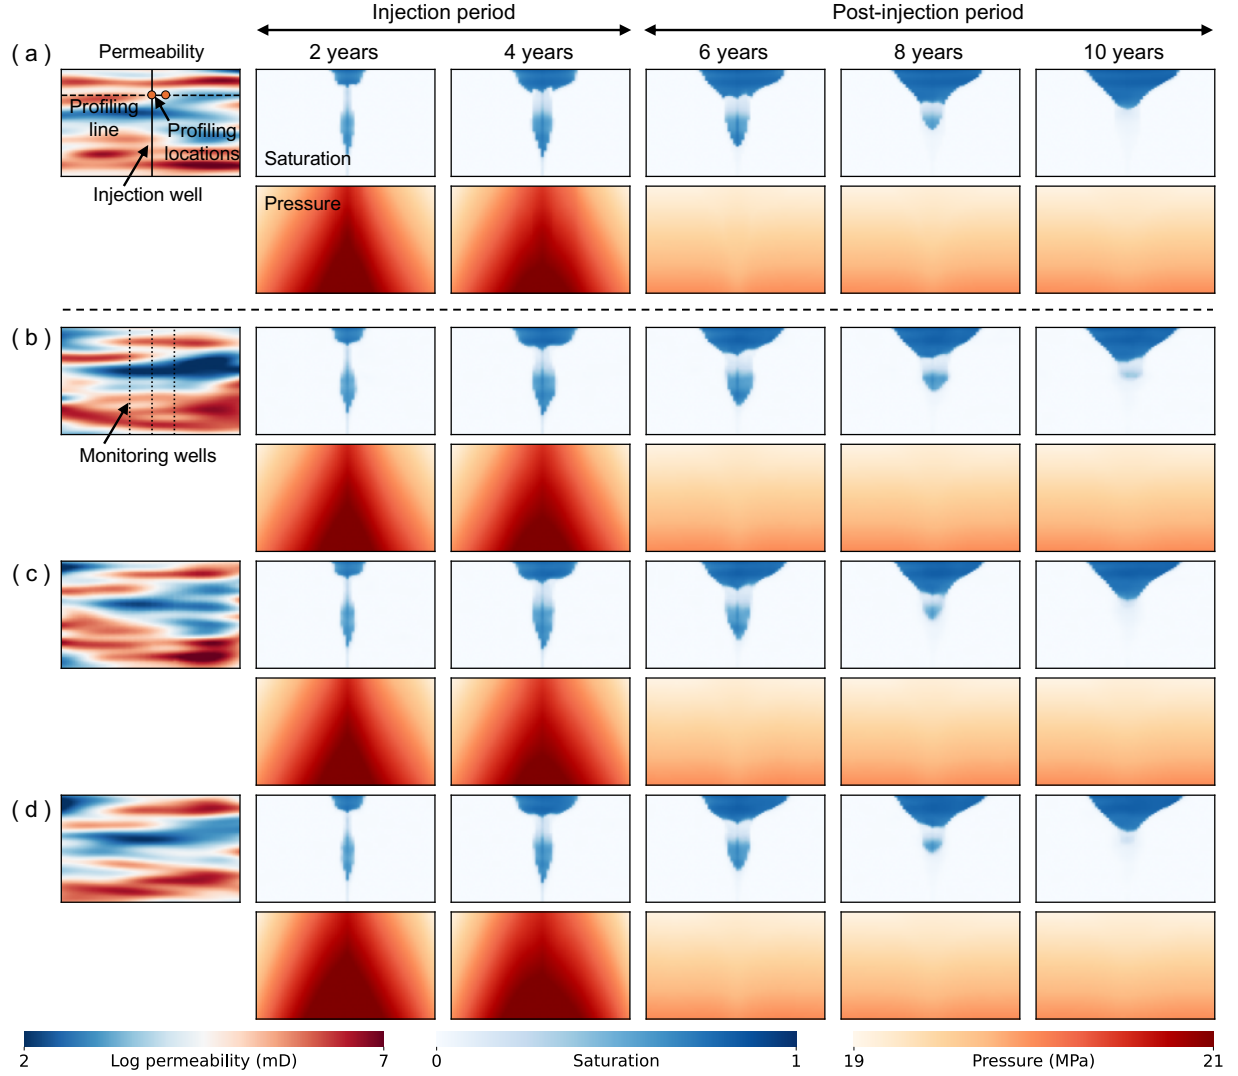 Injection period
Post-injection period
( a )
Permeability
2 years
4 years
6 years
8 years
10 years
Profiling
line
Profiling
locations
Injection well
Saturation
Pressure
( b )
Monitoring wells
( c )
( d )
2
Log permeability (mD)
7
0
Saturation
1
19
Pressure (MPa)
21